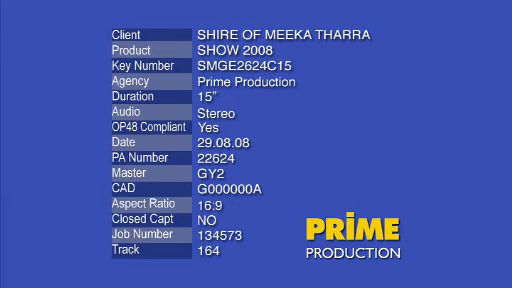 Client SHIRE OF MEEKA THARRA
Product SHOW 2008
Key Number SMGE2624C15
Agency Prime Production
Duration 15”
Audio Stereo
OP48 Compliant Yes
Date 29.08.08
PA Number 22624
Master GY2
CAD G000000A
Aspect Ratio 16:9
Closed Capt NO
Job Number 134573
Track 164
PRiME
PRODUCTION